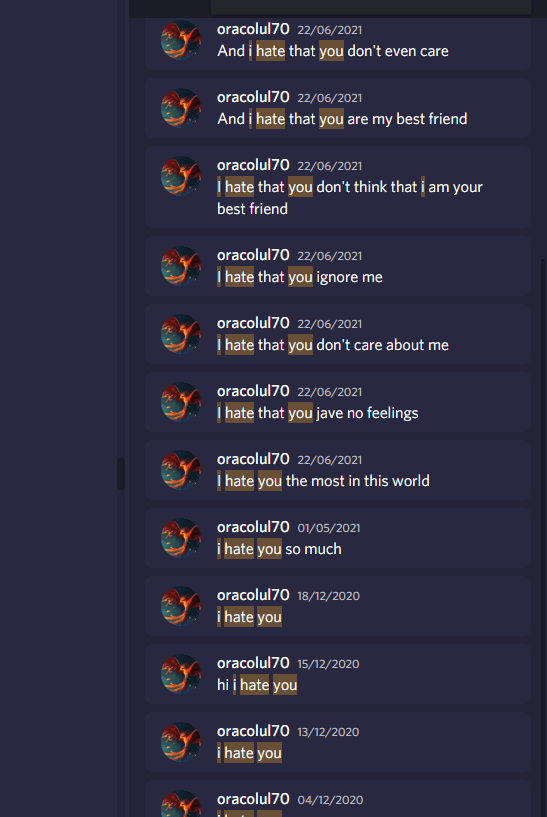 oracolul70 22/06/2021
And i hate that you don't even care
oracolul70 22/06/2021
And i hate that you are my best friend
oracolul70 22/06/2021
I hate that you don't think that i am your
best friend
oracolul70 22/06/2021
I hate that you ignore me
oracolul70 22/06/2021
I hate that you don't care about me
oracolul70 22/06/2021
I hate that you jave no feelings
oracolul70 22/06/2021
I hate you the most in this world
oracolul70 01/05/2021
i hate you so much
oracolul70 18/12/2020
i hate you
oracolul70 15/12/2020
hi i hate you
oracolul70 13/12/2020
i hate you
oracolul70 04/12/2020